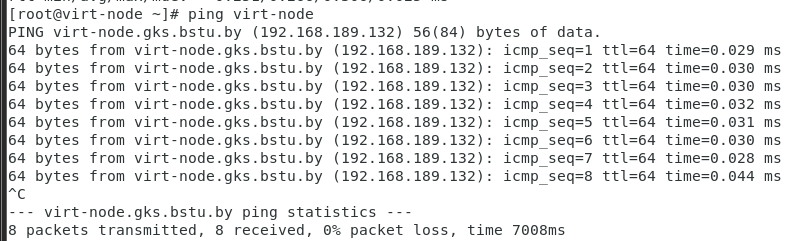 [root@virt-node ~]# ping virt-node
PING virt-node.gks.bstu.by (192.168.189.132) 56(84) bytes of data.
64 bytes from virt-node.gks.bstu.by (192.168.189.132): icmp_seq=1 ttl=64 time=0.029 ms
64 bytes from virt-node.gks.bstu.by (192.168.189.132): icmp_seq=2 ttl=64 time=0.030 ms
64 bytes from virt-node.gks.bstu.by (192.168.189.132): icmp_seq=3 ttl=64 time=0.030 ms
64 bytes from virt-node.gks.bstu.by (192.168.189.132): icmp_seq=4 ttl=64 time=0.032 ms
64 bytes from virt-node.gks.bstu.by (192.168.189.132): icmp_seq=5 ttl=64 time=0.031 ms
64 bytes from virt-node.gks.bstu.by (192.168.189.132): icmp_seq=6 ttl=64 time=0.030 ms
64 bytes from virt-node.gks.bstu.by (192.168.189.132): icmp_seq=7 ttl=64 time=0.028 ms
64 bytes from virt-node.gks.bstu.by (192.168.189.132): icmp_seq=8 ttl=64 time=0.044 ms
^C
--- virt-node.gks.bstu.by ping statistics ---
8 packets transmitted, 8 received, 0% packet loss, time 7008ms